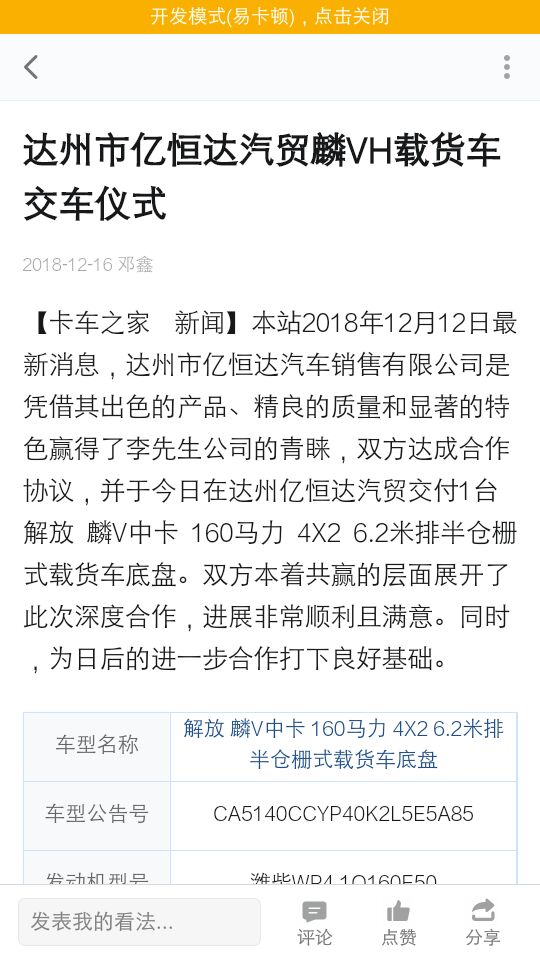 开发模式(易卡顿)，点击关闭
达州市亿恒达汽贸麟VH载货车
交车仪式
2018-12-16 邓鑫
【卡车之家　新闻】本站2018年12月12日最
新消息，达州市亿恒达汽车销售有限公司是
凭借其出色的产品、精良的质量和显著的特
色赢得了李先生公司的青睐，双方达成合作
协议，并于今日在达州亿恒达汽贸交付1台
解放 麟V中卡 160马力 4X2 6.2米排半仓栅
式载货车底盘。双方本着共赢的层面展开了
此次深度合作，进展非常顺利且满意。同时
，为日后的进一步合作打下良好基础。
车型名称
解放 麟V中卡 160马力 4X2 6.2米排
半仓栅式载货车底盘
车型公告号
CA5140CCYP40K2L5E5A85
发动机型号
潍柴WP4.1Q160E50
发表我的看法...
评论
点赞
分享